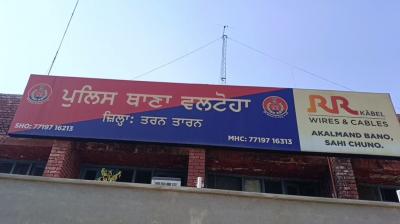 ਪੁਲਿਸ ਥਾਣਾ ਵਲਟੋਹਾ
ਜ਼ਿਲ੍ਹਾ: ਤਰਨ ਤਾਰਨ
SHO: 77197 16213
MHC: 77197 16313
RR KABEL
WIRES & CABLES
AKALMAND BANO,
SAHI CHUNO.